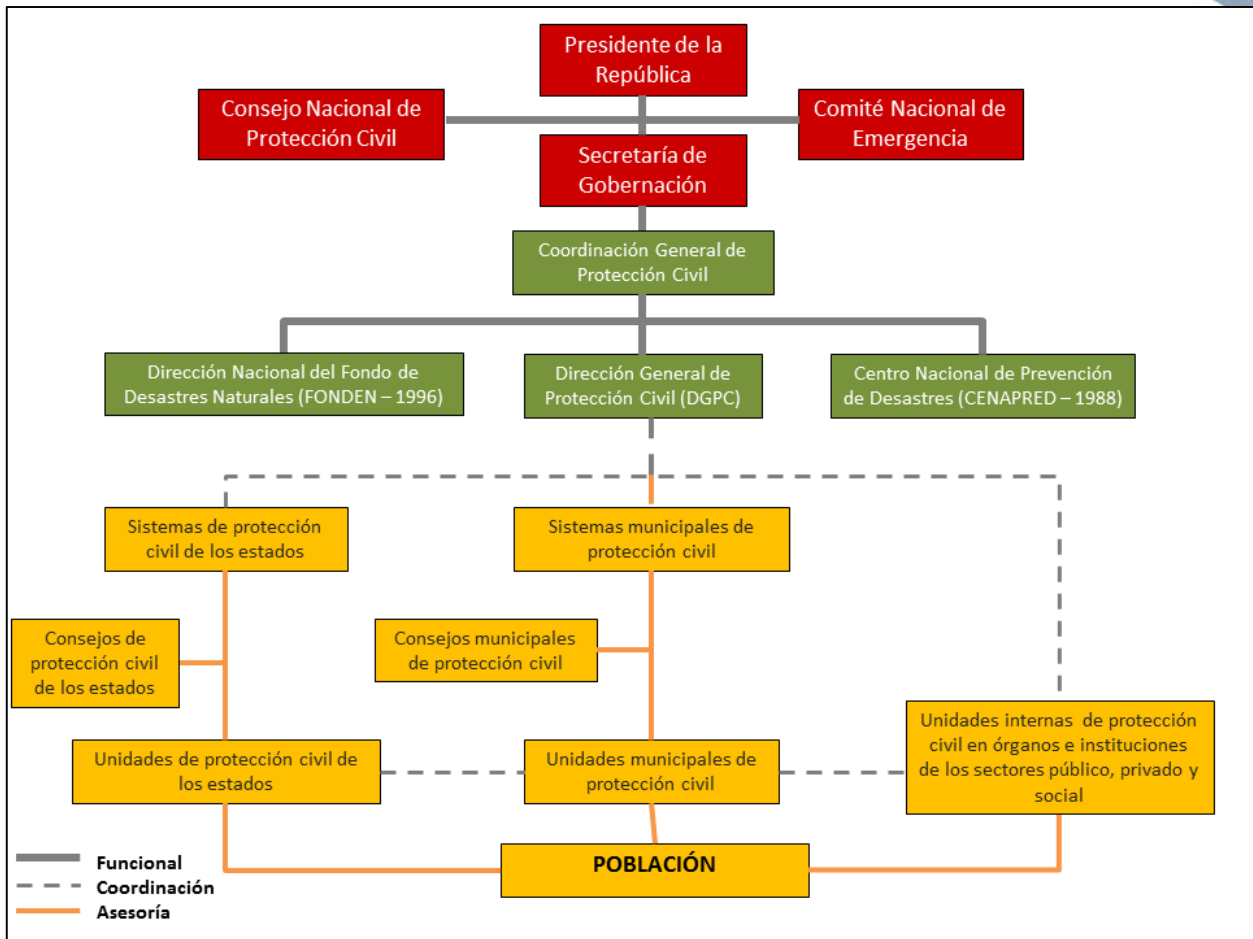 Presidente de la
República
Consejo Nacional de
Protección Civil
Comité Nacional de
Emergencia
Secretaría de
Gobernación
Coordinación General de
Protección Civil
Dirección Nacional del Fondo de
Desastres Naturales (FONDEN – 1996)
Dirección General de
Protección Civil (DGPC)
Centro Nacional de Prevención
de Desastres (CENAPRED – 1988)
Sistemas de protección
civil de los estados
Sistemas municipales de
protección civil
Consejos de
protección civil
de los estados
Consejos municipales
de protección civil
Unidades de protección civil de
los estados
Unidades municipales de
protección civil
Unidades internas de protección
civil en órganos e instituciones
de los sectores público, privado y
social
POBLACIÓN
Funcional
Coordinación
Asesoría